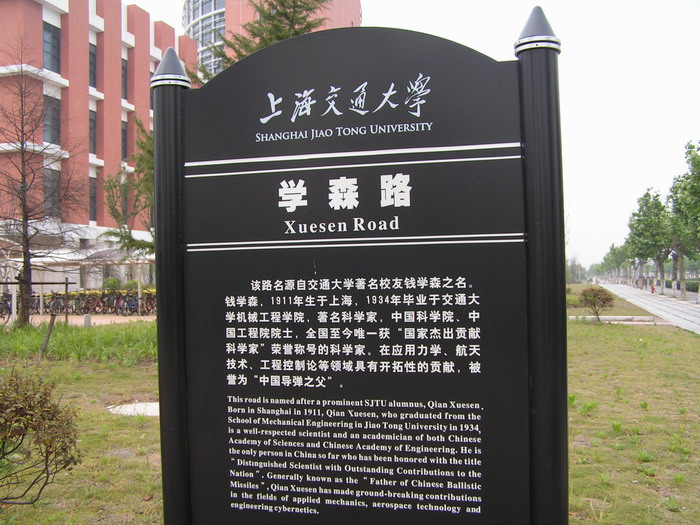 上海交通大學
SHANGHAI JIAO TONG UNIVERSITY
学森路
Xuesen Road
该路名源自交通大学著名校友钱学森之名。
钱学森，1911年生于上海，1934年毕业于交通大
学机械工程学院，著名科学家，中国科学院、中
国工程院院士，全国至今唯一获“国家杰出贡献
科学家”荣誉称号的科学家。在应用力学、航天
技术、工程控制论等领域具有开拓性的贡献，被
誉为“中国导弹之父”。
This road is named after a prominent SJTU alumnus, Qian Xuesen.
Born in Shanghai in 1911, Qian Xuesen, who graduated from the
School of Mechanical Engineering in Jiao Tong University in 1934,
is a well-respected scientist and an academician of both Chinese
Academy of Sciences and Chinese Academy of Engineering. He is
the only person in China so far who has been honored with the title
“Distinguished Scientist with Outstanding Contributions to the
Nation”. Generally known as the “Father of Chinese Ballistic
Missiles”, Qian Xuesen has made ground-breaking contributions
in the fields of applied mechanics, aerospace technology and
engineering cybernetics.